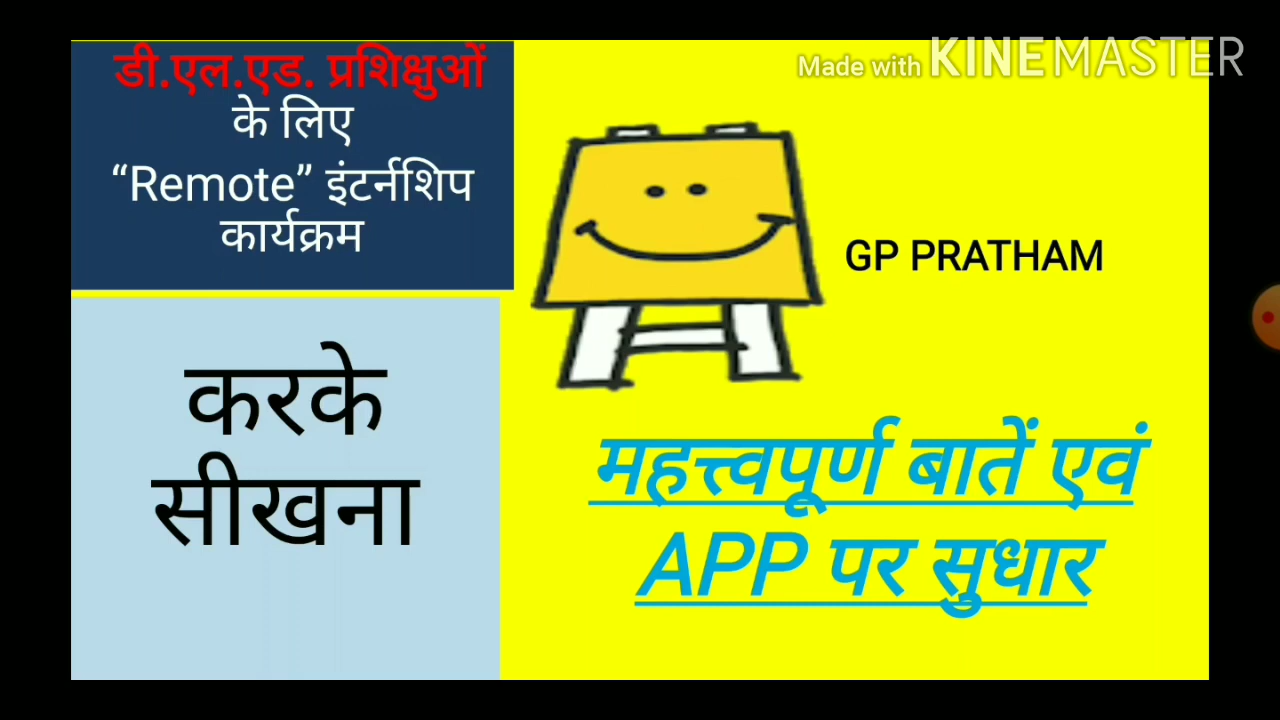 डी.एल.एड. प्रशिक्षुओं
के लिए
“Remote” इंटर्नशिप
कार्यक्रम
करके
सीखना
Made with KINEMASTER
GP PRATHAM
महत्त्वपूर्ण बातें एवं
APP पर सुधार